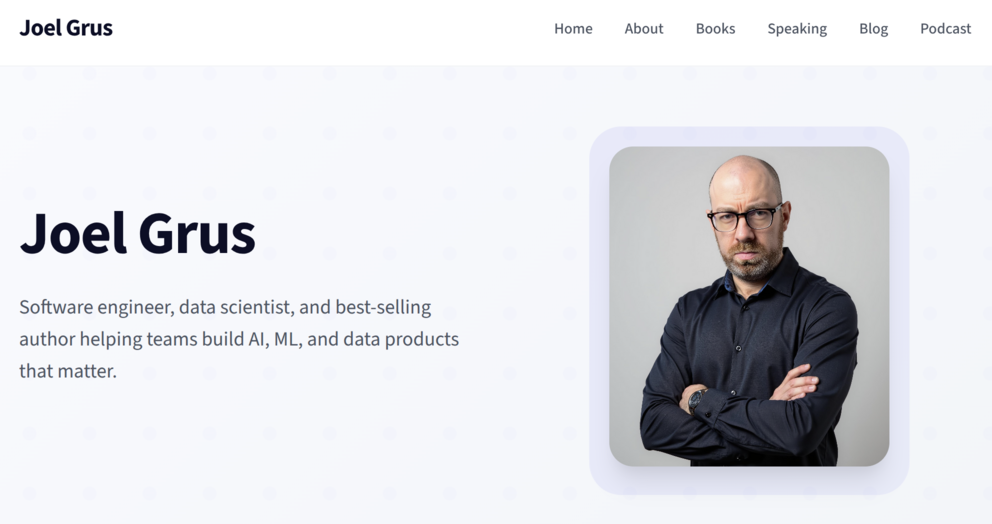 Joel Grus
Home About Books Speaking Blog Podcast
Joel Grus
Software engineer, data scientist, and best-selling
author helping teams build AI, ML, and data products
that matter.